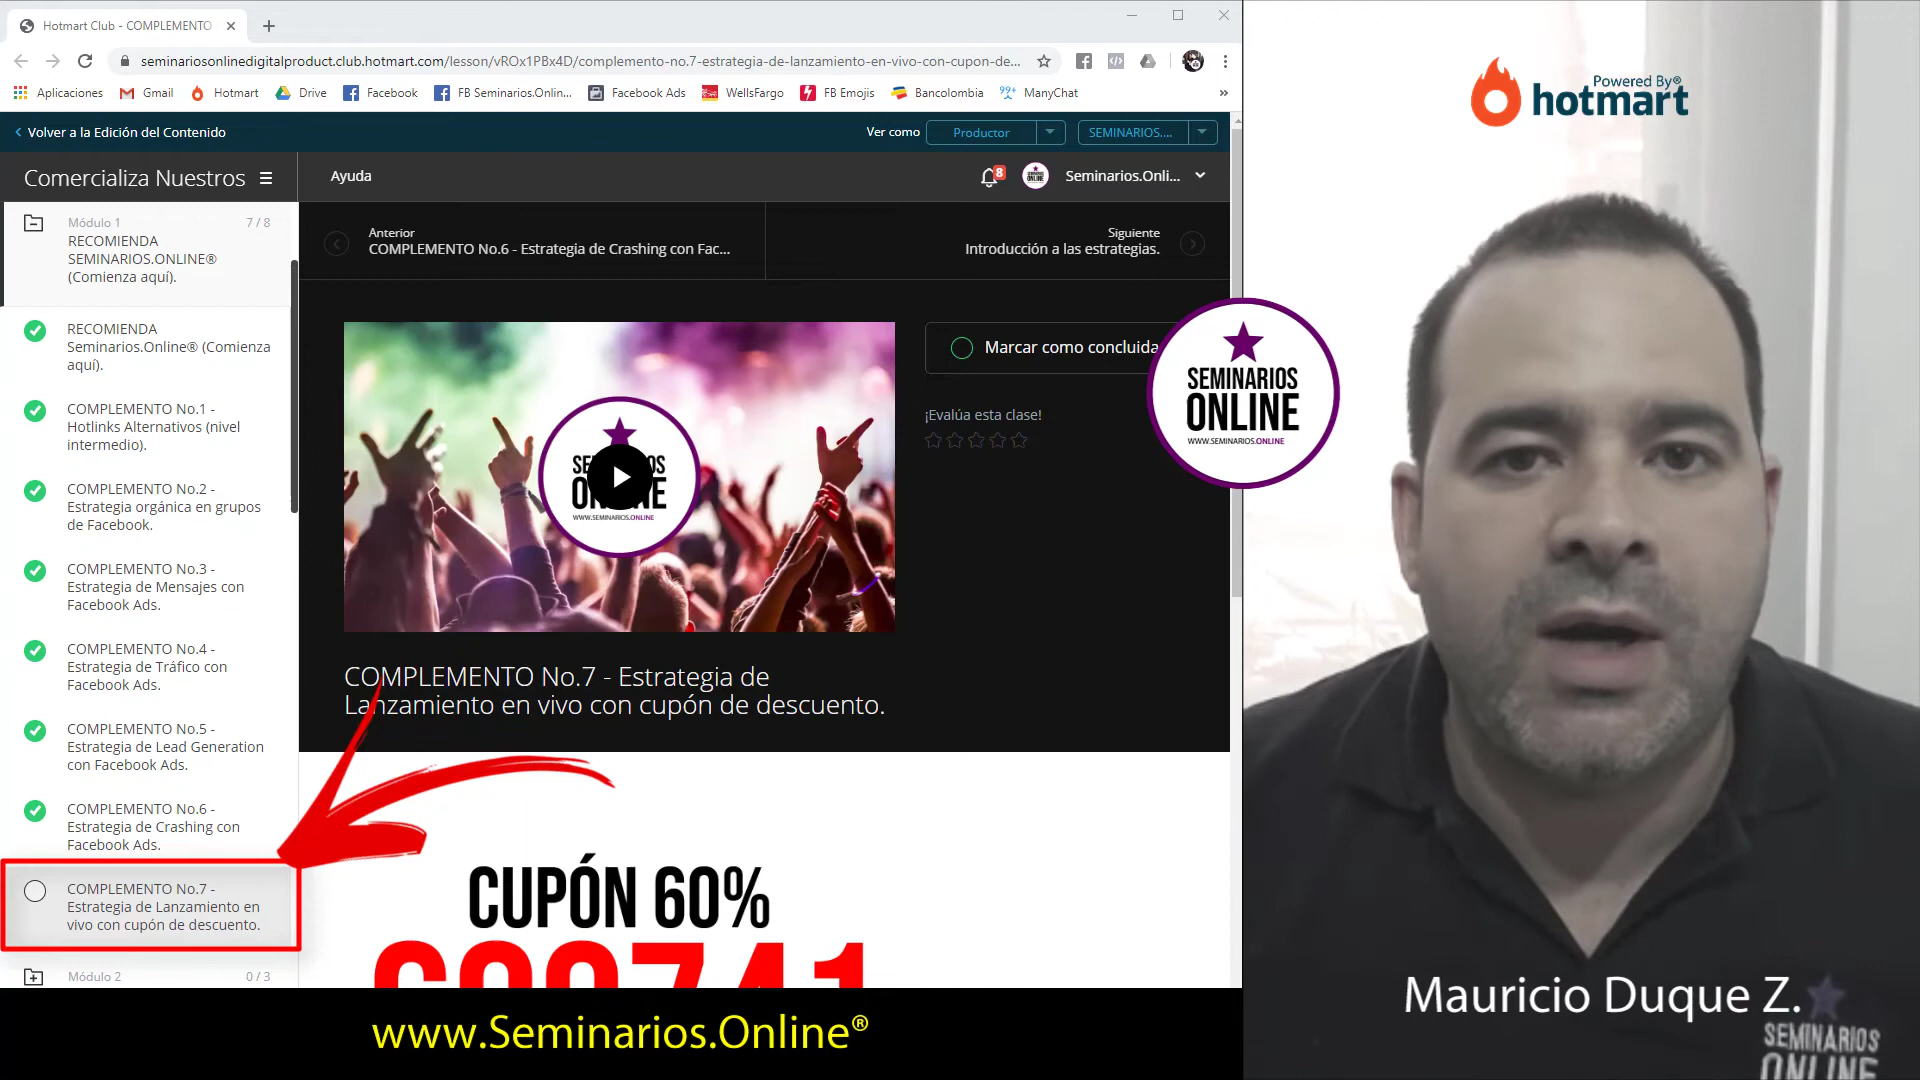 Hotmart Club - COMPLEMENTO
seminariosonlinedigitalproduct.club.hotmart.com/lesson/vROx1PBx4D/complemento-no.7-estrategia-de-lanzamiento-en-vivo-con-cupon-de...
Aplicaciones Gmail Hotmart Drive Facebook FB Seminarios.Onlin... Facebook Ads WellsFargo FB Emojis Bancolombia 99+ ManyChat »
Volver a la Edición del Contenido
Ver como Productor SEMINARIOS....
Comercializa Nuestros
Ayuda
8
Seminarios.Onli...
Módulo 1 7 / 8
RECOMIENDA
SEMINARIOS.ONLINE®
(Comienza aquí).
RECOMIENDA
Seminarios.Online® (Comienza
aquí).
COMPLEMENTO No.1 -
Hotlinks Alternativos (nivel
intermedio).
COMPLEMENTO No.2 -
Estrategia orgánica en grupos
de Facebook.
COMPLEMENTO No.3 -
Estrategia de Mensajes con
Facebook Ads.
COMPLEMENTO No.4 -
Estrategia de Tráfico con
Facebook Ads.
COMPLEMENTO No.5 -
Estrategia de Lead Generation
con Facebook Ads.
COMPLEMENTO No.6 -
Estrategia de Crashing con
Facebook Ads.
COMPLEMENTO No.7 -
Estrategia de Lanzamiento en
vivo con cupón de descuento.
Módulo 2 0 / 3
Anterior
COMPLEMENTO No.6 - Estrategia de Crashing con Fac...
Siguiente
Introducción a las estrategias.
WWW.SEMINARIOS.ONLINE
Marcar como concluida
¡Evalúa esta clase!
COMPLEMENTO No.7 - Estrategia de
Lanzamiento en vivo con cupón de descuento.
CUPÓN 60%
www.Seminarios.Online®
SEMINARIOS
ONLINE
WWW.SEMINARIOS.ONLINE
Powered By®
hotmart
Mauricio Duque Z.
SEMINARIOS
ONLINE